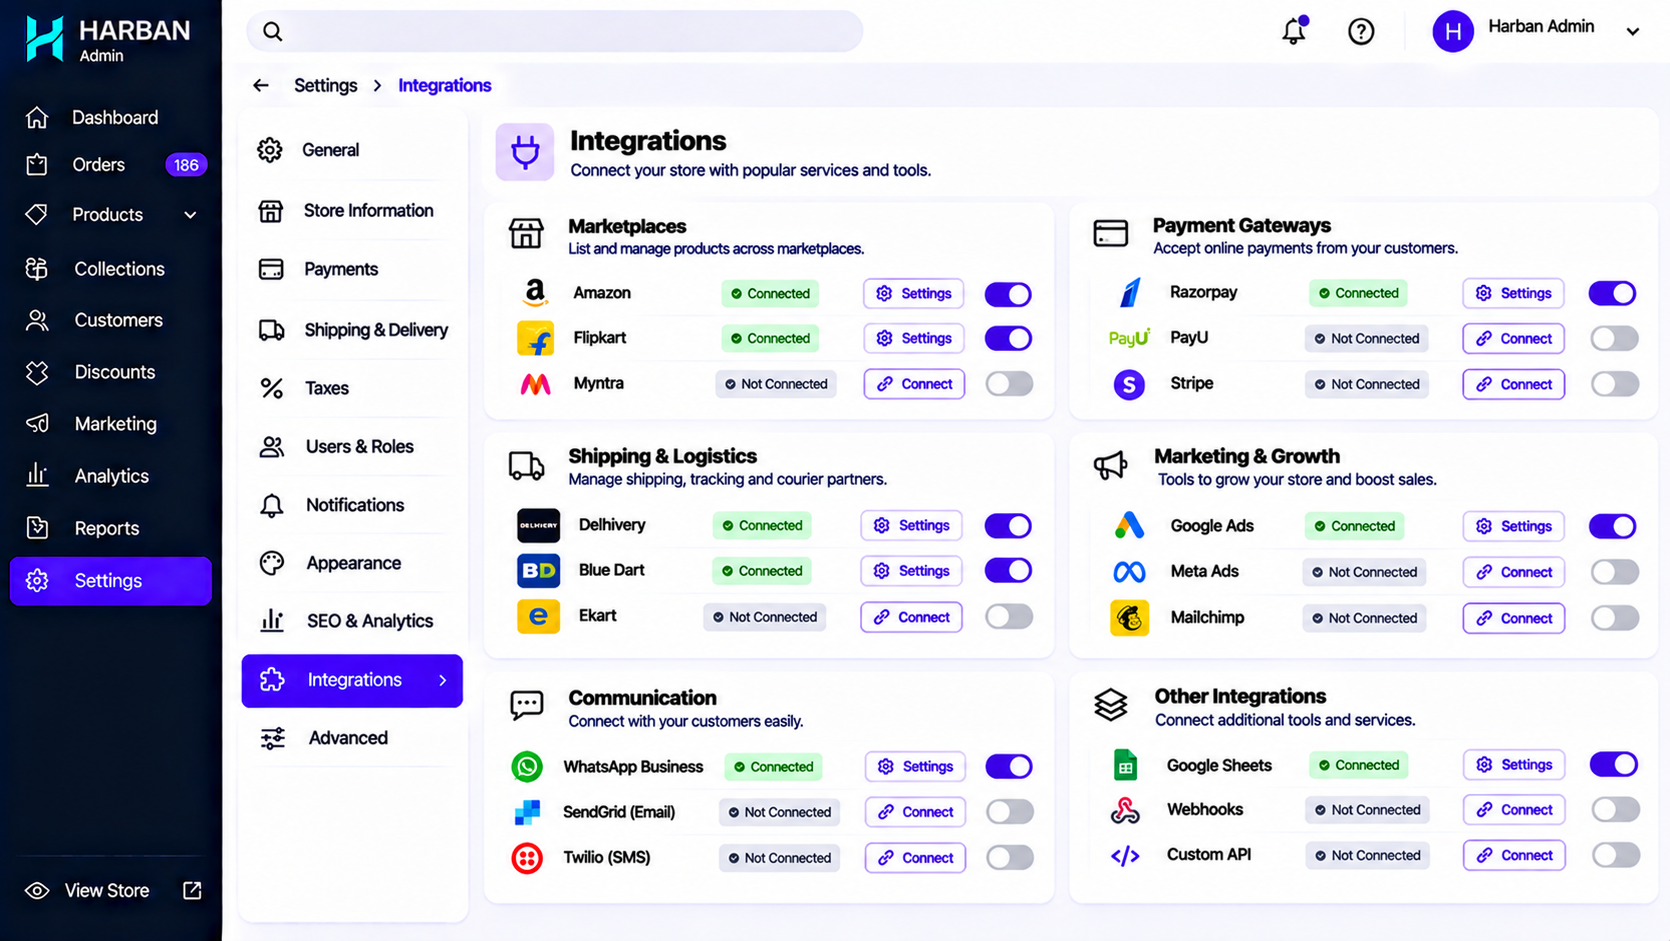 HARBAN
Admin
Dashboard
Orders 186
Products
Collections
Customers
Discounts
Marketing
Analytics
Reports
Settings
View Store
H Harban Admin
Settings > Integrations
General
Store Information
Payments
Shipping & Delivery
Taxes
Users & Roles
Notifications
Appearance
SEO & Analytics
Integrations
Advanced
Integrations
Connect your store with popular services and tools.
Marketplaces
List and manage products across marketplaces.
a Amazon Connected Settings
f Flipkart Connected Settings
Myntra Not Connected Connect
Payment Gateways
Accept online payments from your customers.
Razorpay Connected Settings
PayU PayU Not Connected Connect
S Stripe Not Connected Connect
Shipping & Logistics
Manage shipping, tracking and courier partners.
DELHIVERY Delhivery Connected Settings
BD Blue Dart Connected Settings
e Ekart Not Connected Connect
Marketing & Growth
Tools to grow your store and boost sales.
Google Ads Connected Settings
Meta Ads Not Connected Connect
Mailchimp Not Connected Connect
Communication
Connect with your customers easily.
WhatsApp Business Connected Settings
SendGrid (Email) Not Connected Connect
Twilio (SMS) Not Connected Connect
Other Integrations
Connect additional tools and services.
Google Sheets Connected Settings
Webhooks Not Connected Connect
</> Custom API Not Connected Connect